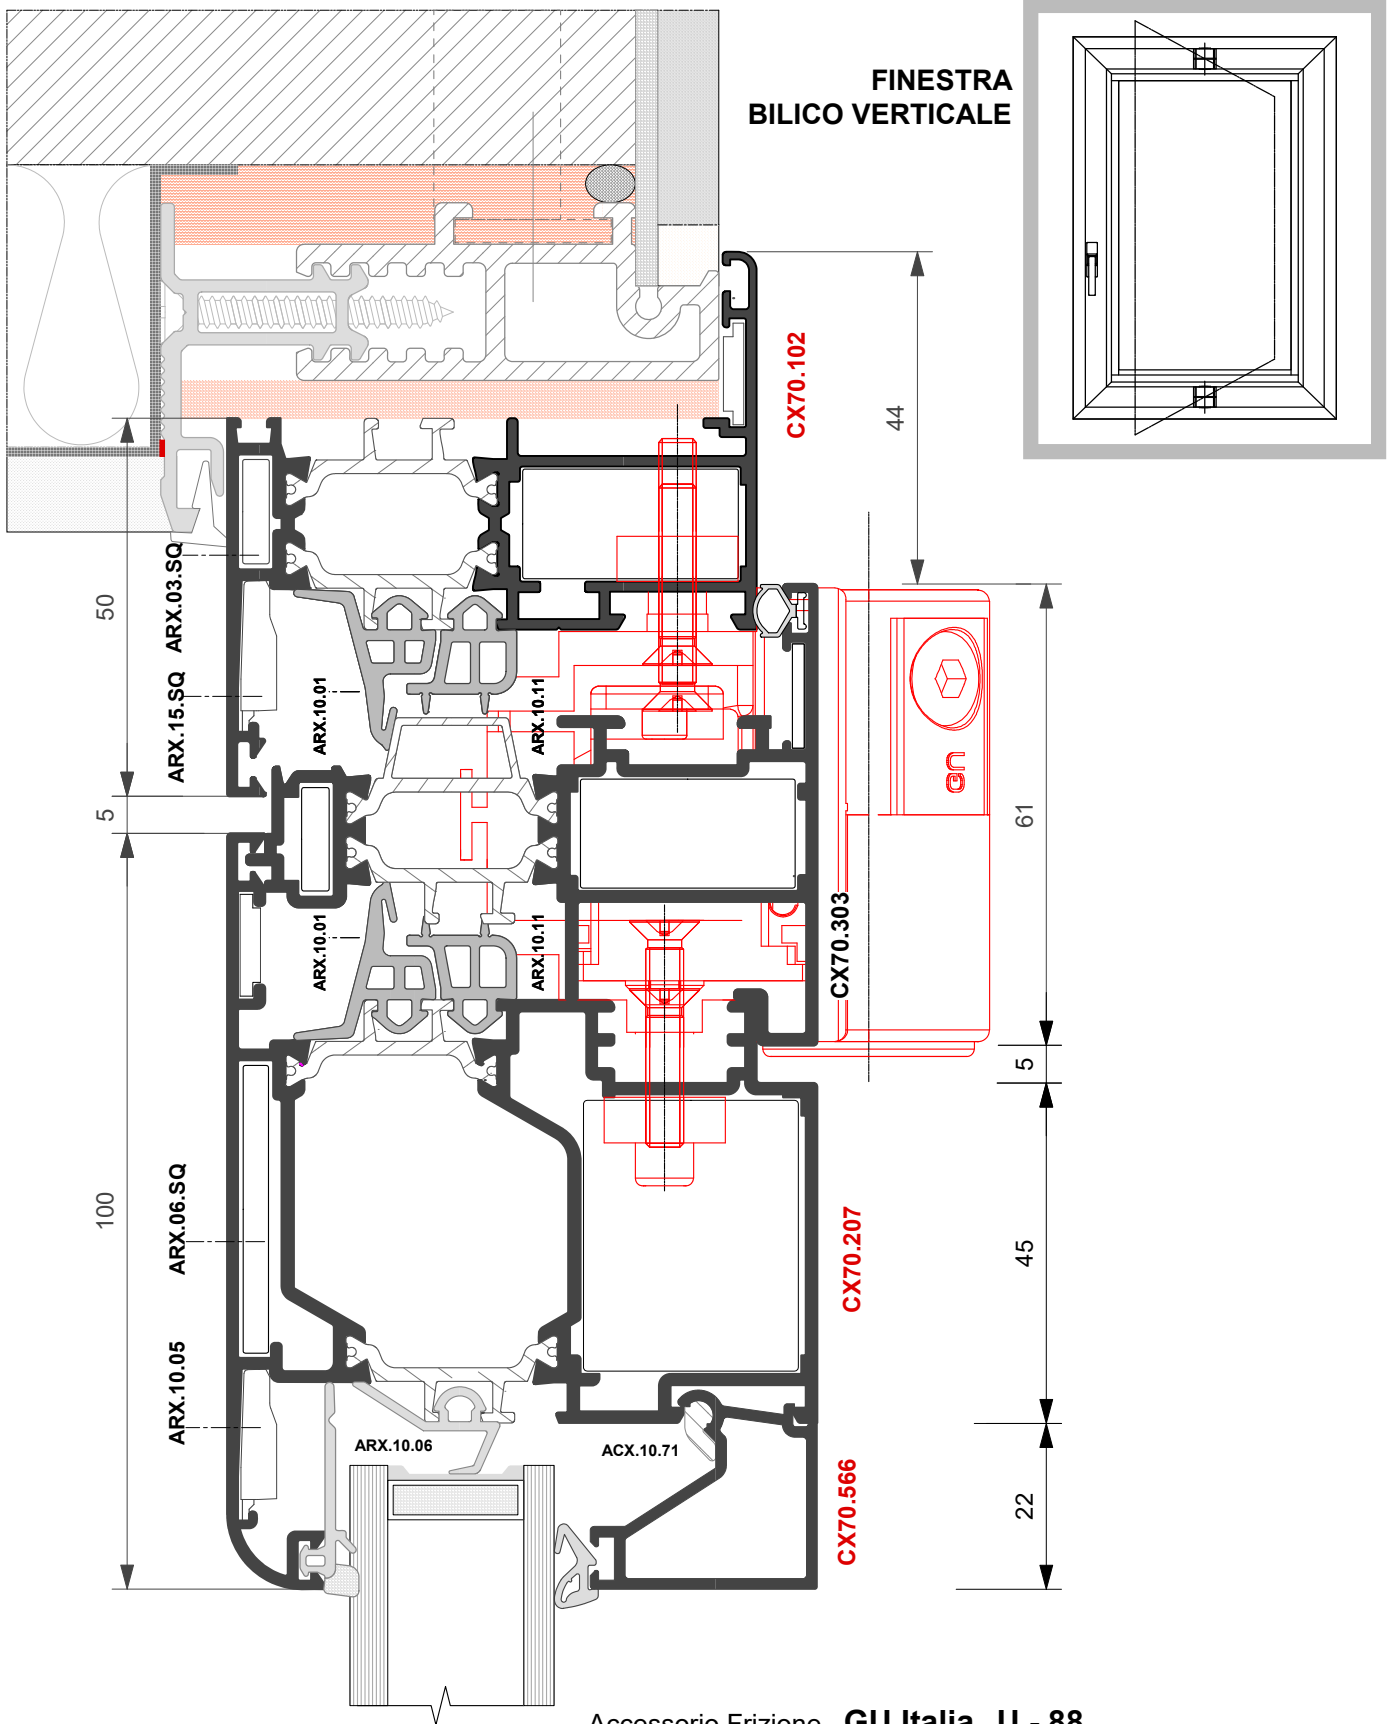 FINESTRA
BILICO VERTICALE
CX70.102
44
50
ARX.03.SQ
ARX.15.SQ
ARX.10.01
ARX.10.11
GU
5
61
ARX.10.01
ARX.10.11
CX70.303
5
100
ARX.06.SQ
CX70.207
45
ARX.10.05
ARX.10.06
ACX.10.71
CX70.566
22
Accessorio Frizione GU Italia U - 88